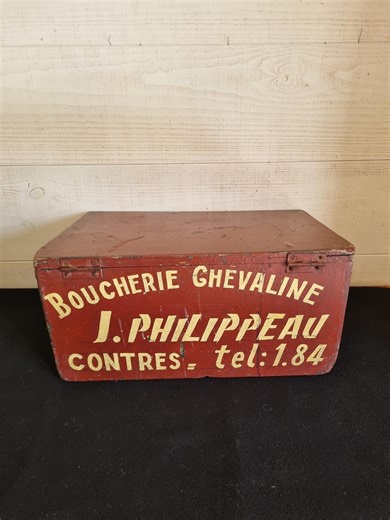 BOUCHERIE CHEVALINE
J. PHILIPPEAU
CONTRES = tel: 1.84